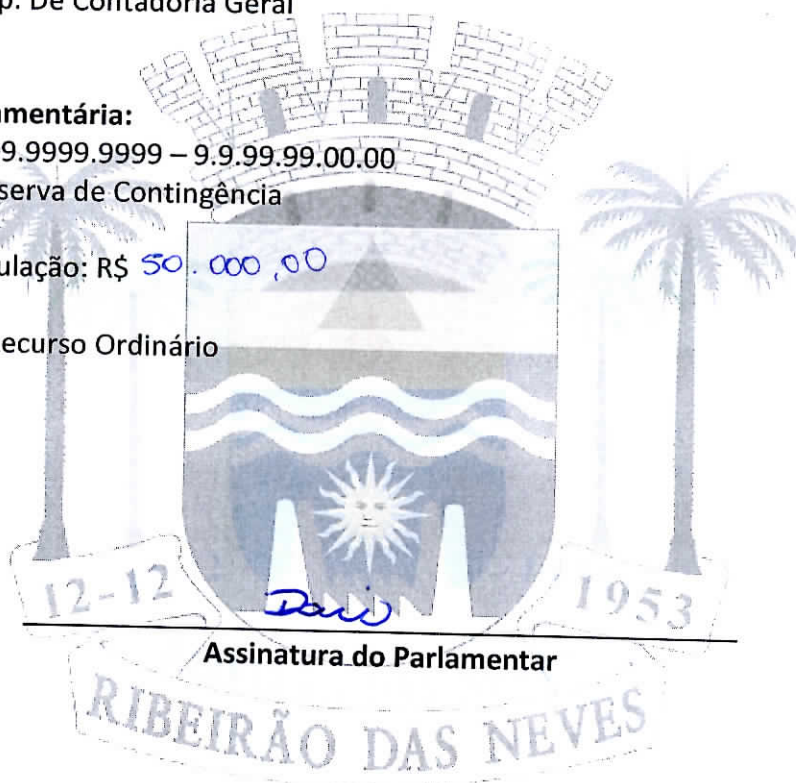 p. De Contadoria Geral
amentária:
9.9999.9999 – 9.9.99.99.00.00
serva de Contingência
ulação: R$ 50.000,00
ecurso Ordinário
12-12
1953
Assinatura do Parlamentar
RIBEIRÃO DAS NEVES